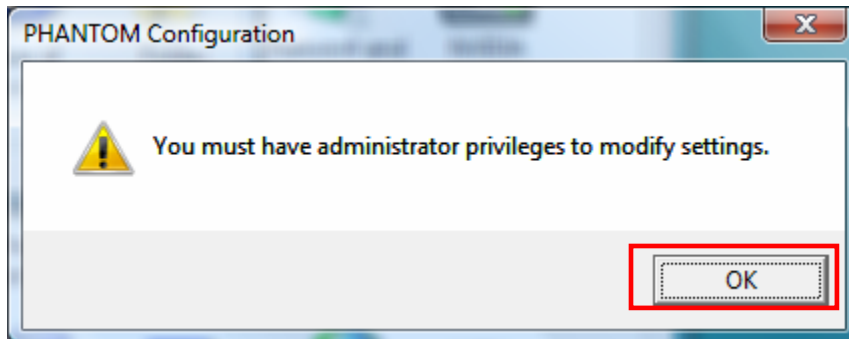 PHANTOM Configuration
You must have administrator privileges to modify settings.
OK